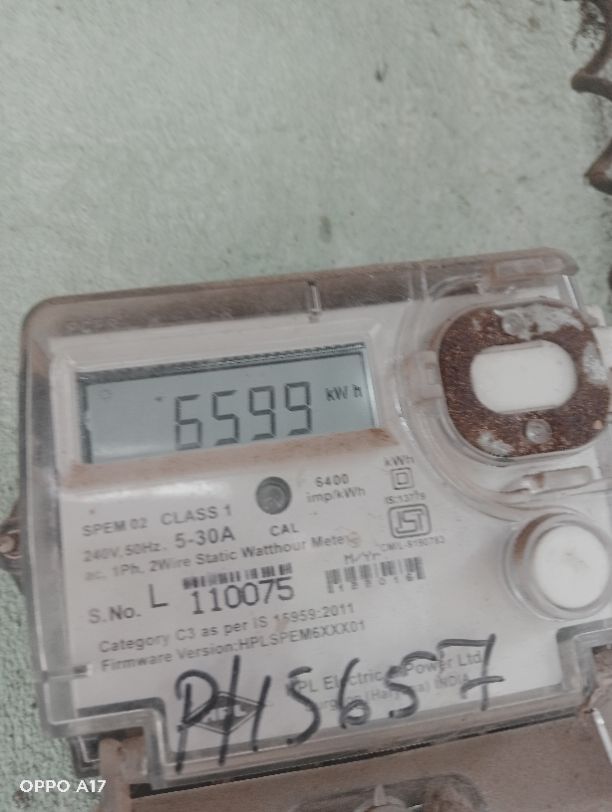 6599 kWh
6400
imp/kWh
kWh
IS:13779
SPEM 02 CLASS 1
CAL
240V, 50Hz, 5-30A
ac, 1Ph, 2Wire Static Watthour Meter
M/Yr
S.No. L 110075
Category C3 as per IS 15959:2011
Firmware Version:HPLSPEM6XXX01
HPL Electric & Power Ltd
INDIA
PH15657
OPPO A17